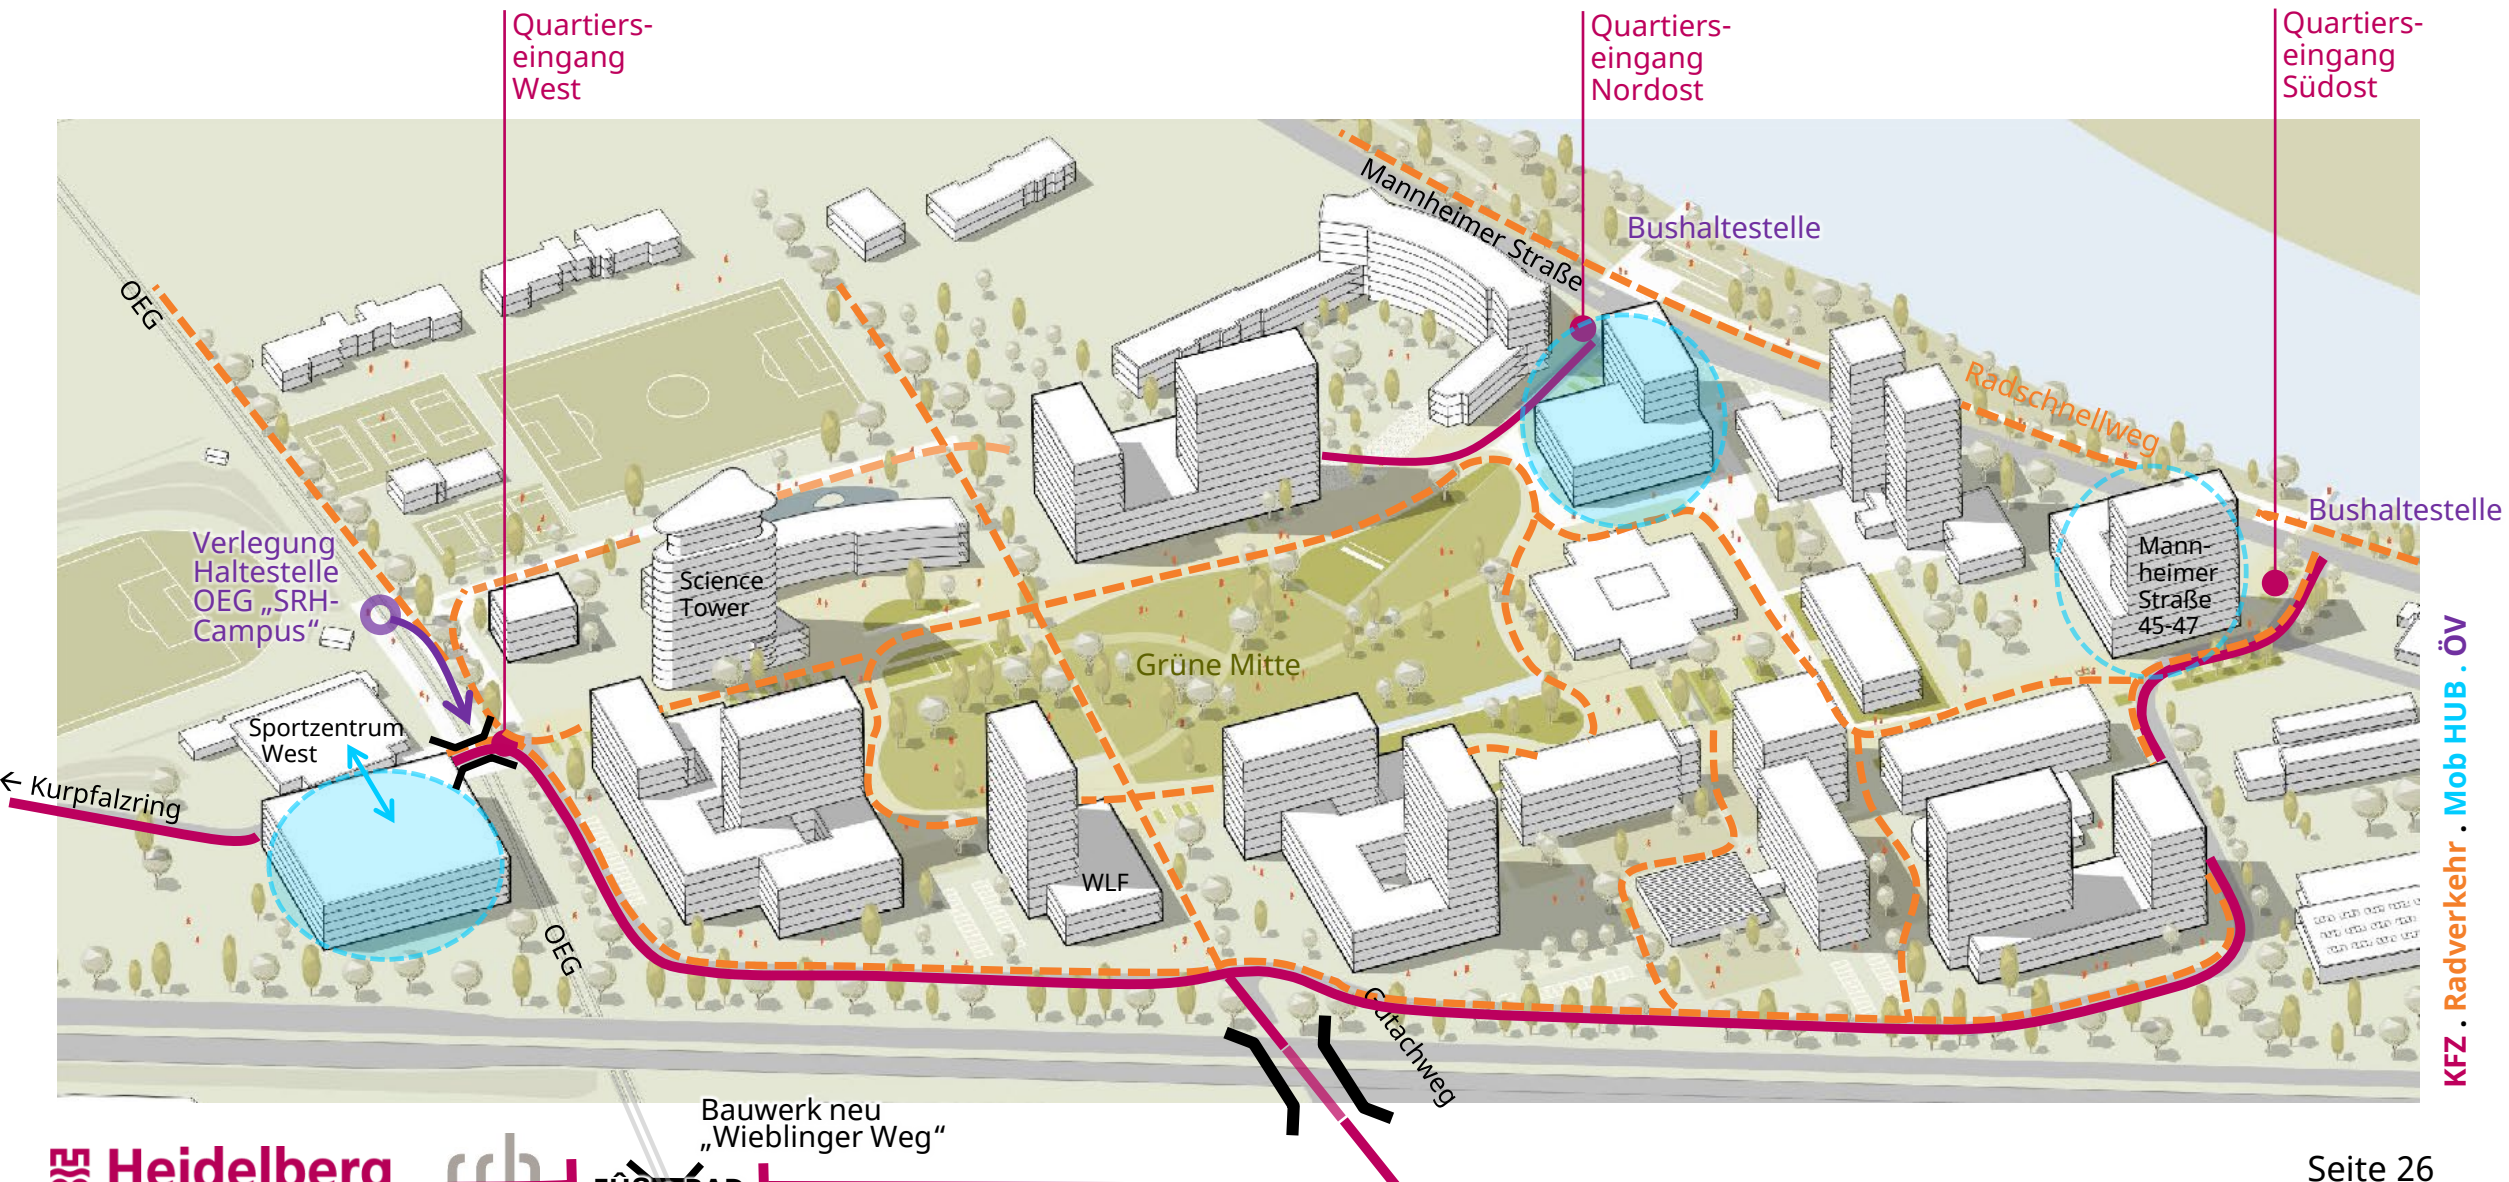 Quartiers-
eingang
West
Quartiers-
eingang
Nordost
Quartiers-
eingang
Südost
Mannheimer Straße
Bushaltestelle
OEG
Radschnellweg
Bushaltestelle
Verlegung
Haltestelle
OEG „SRH-
Campus“
Science
Tower
Mann-
heimer
Straße
45-47
Grüne Mitte
Sportzentrum
West
← Kurpfalzring
WLF
OEG
Gutachweg
KFZ . Radverkehr . Mob HUB . ÖV
Bauwerk neu
„Wieblinger Weg“
Heidelberg
Seite 26